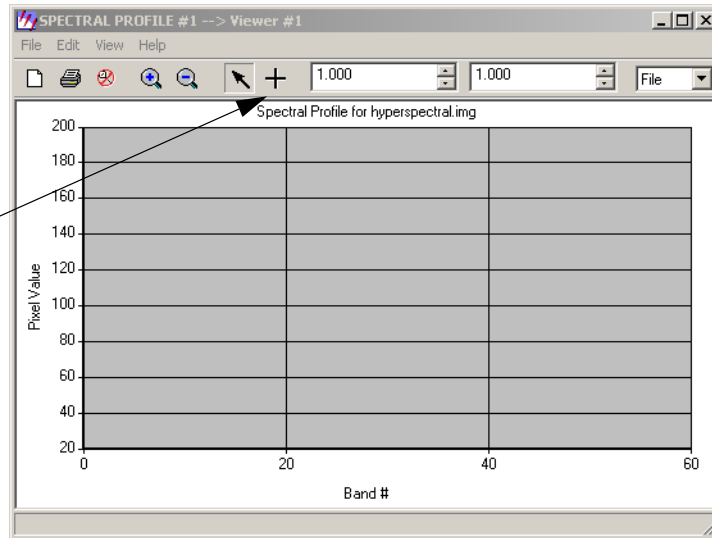 SPECTRAL PROFILE #1 --> Viewer #1
File Edit View Help
1.000 1.000 File
Spectral Profile for hyperspectral.img
200
180
160
140
120
100
80
60
40
20
Pixel Value
0 20 40 60
Band #